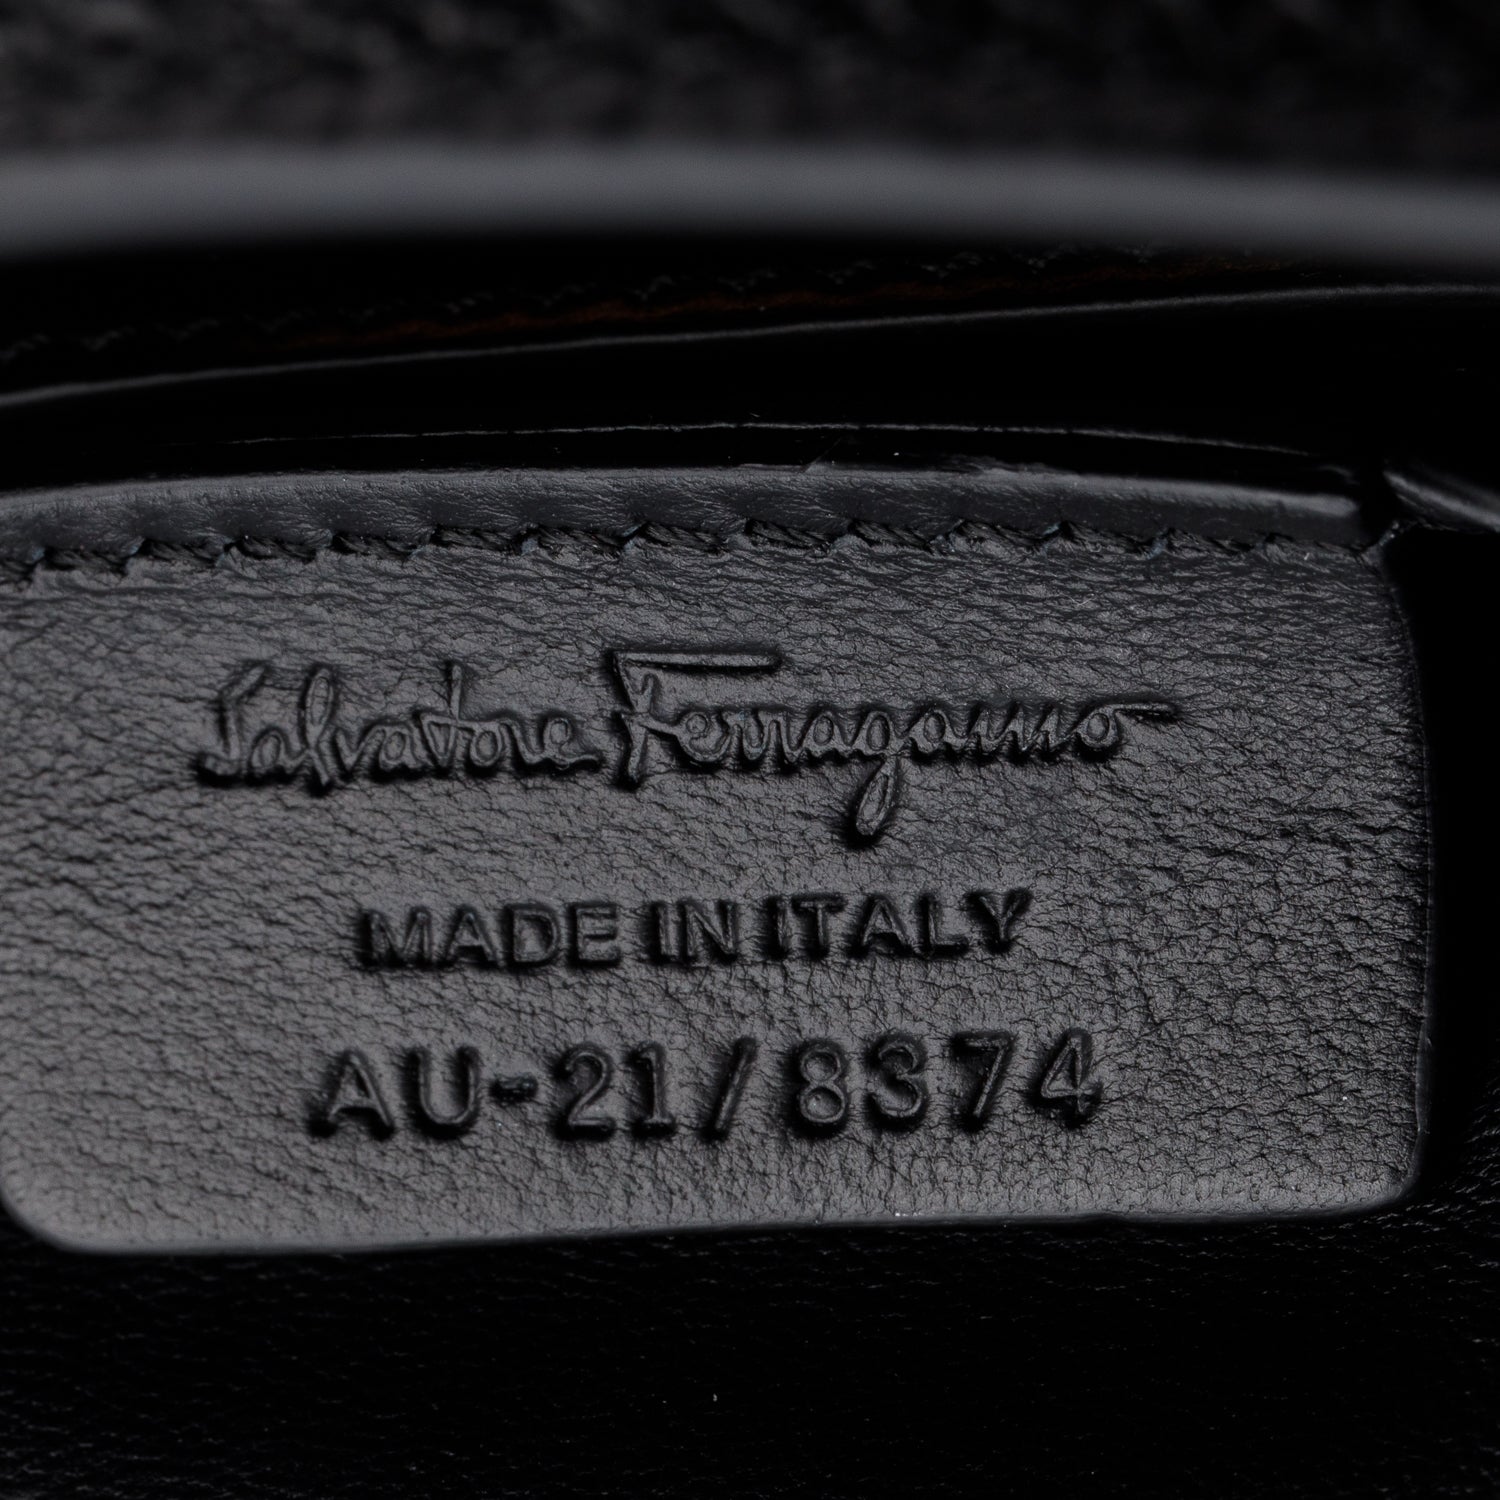 Salvatore Ferragamo
MADE IN ITALY
AU-21/8374